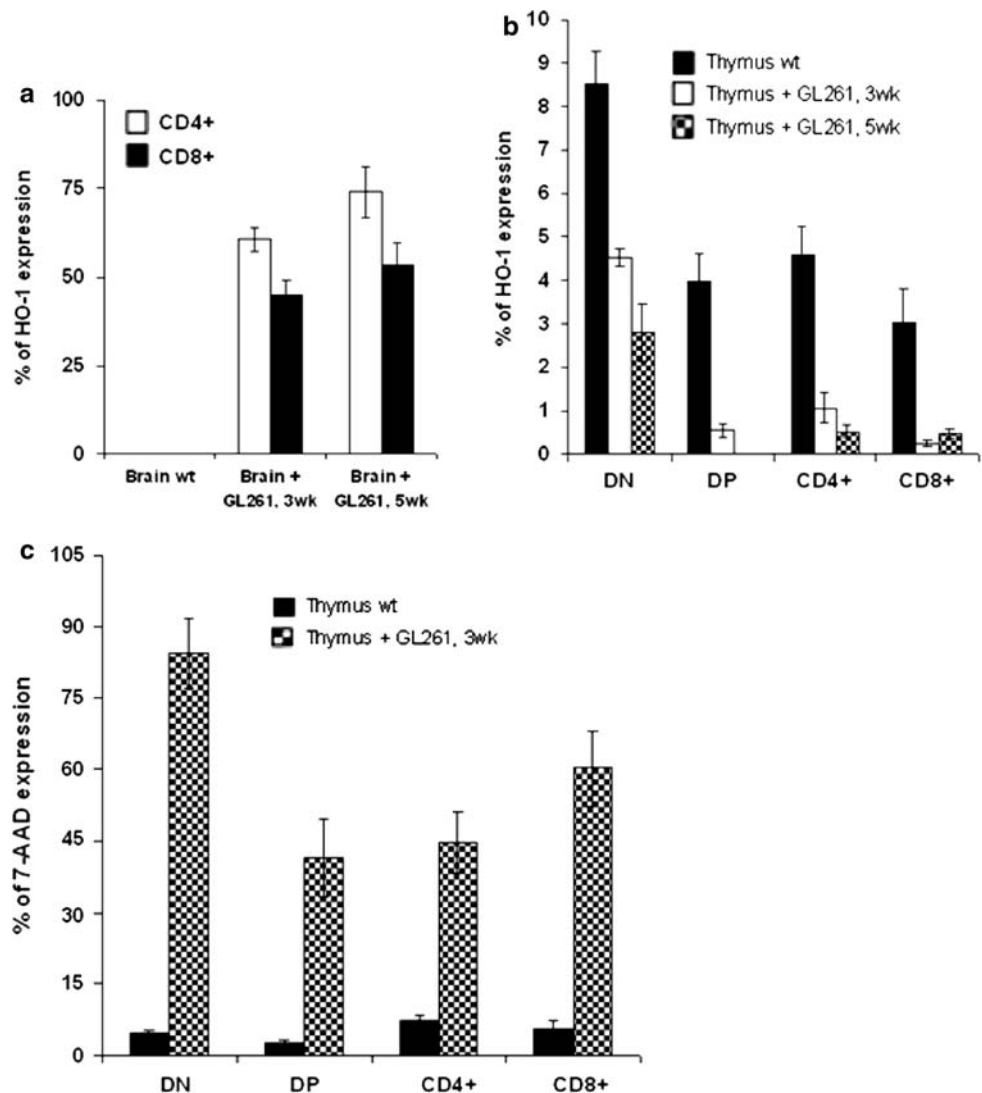 a
100
75
50
25
0
% of HO-1 expression
CD4+
CD8+
Brain wt
Brain +
GL261, 3wk
Brain +
GL261, 5wk
b
10
9
8
7
6
5
4
3
2
1
0
% of HO-1 expression
Thymus wt
Thymus + GL261, 3wk
Thymus + GL261, 5wk
DN
DP
CD4+
CD8+
c
105
90
75
60
45
30
15
0
% of 7-AAD expression
Thymus wt
Thymus + GL261, 3wk
DN
DP
CD4+
CD8+